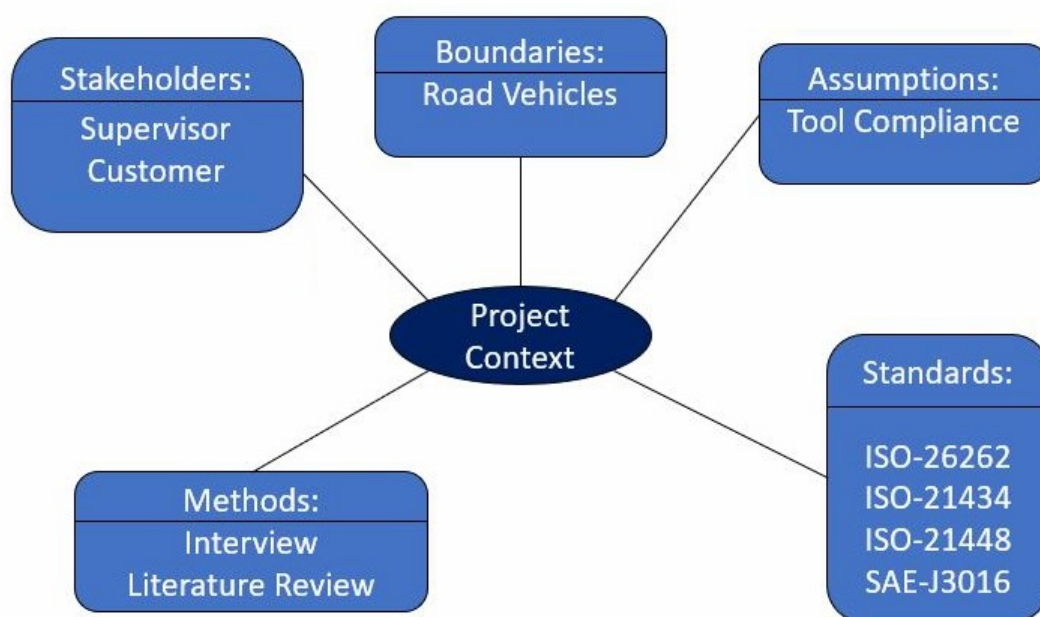 Stakeholders:
Supervisor
Customer
Boundaries:
Road Vehicles
Assumptions:
Tool Compliance
Project
Context
Methods:
Interview
Literature Review
Standards:
ISO-26262
ISO-21434
ISO-21448
SAE-J3016